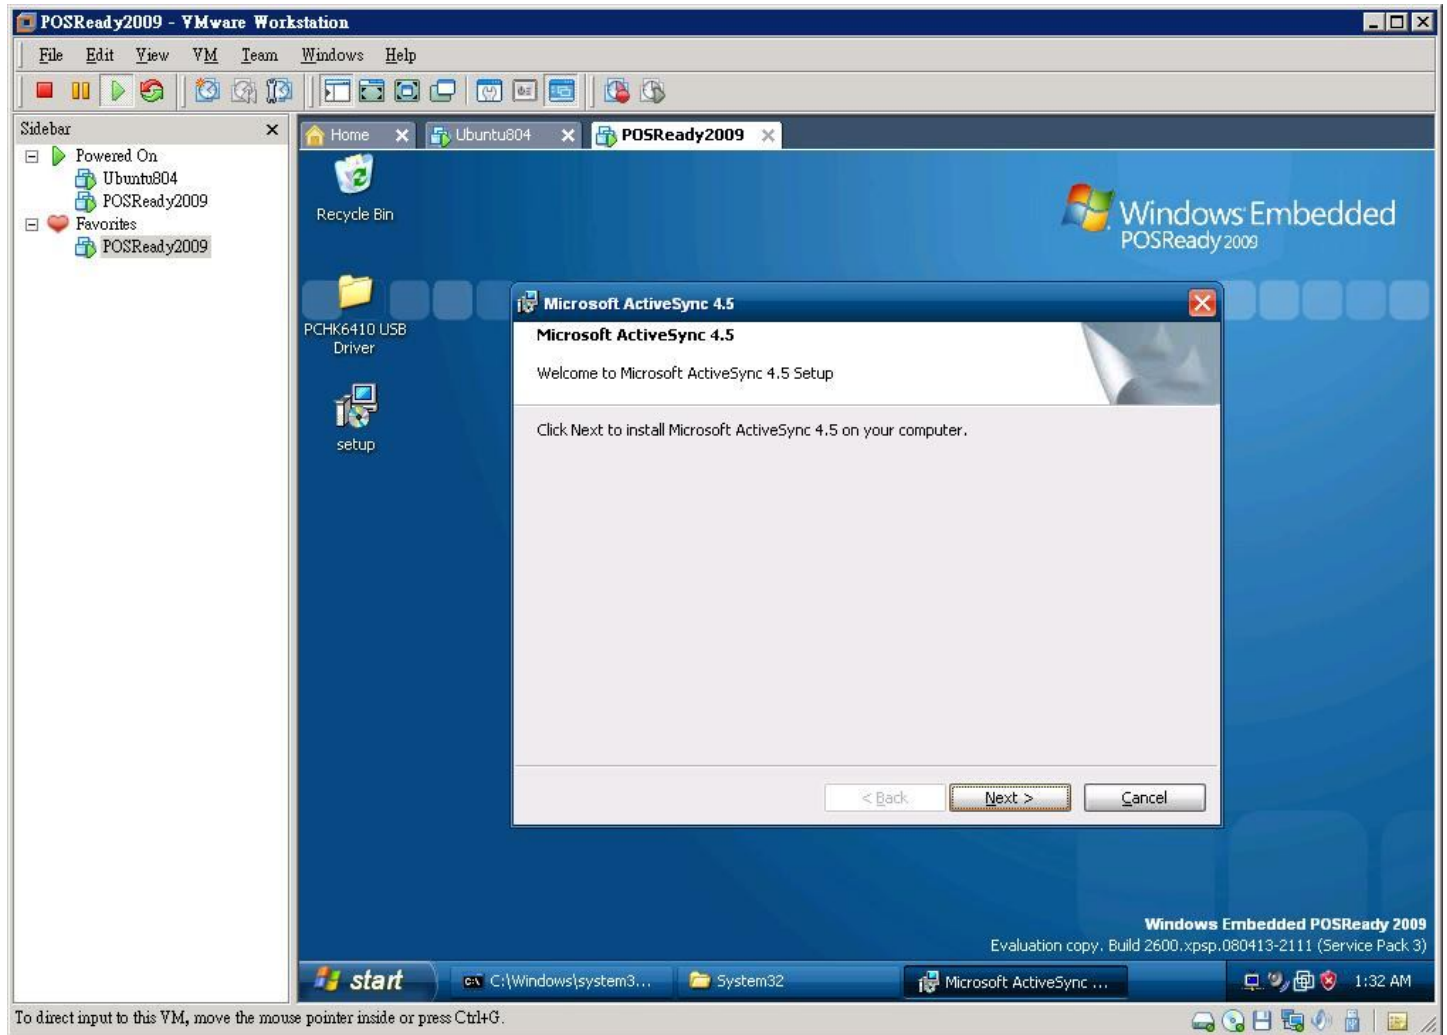 POSReady2009 - VMware Workstation
File Edit View VM Team Windows Help
Sidebar
Powered On
Ubuntu804
POSReady2009
Favorites
POSReady2009
Home Ubuntu804 POSReady2009
Recycle Bin
Windows Embedded
POSReady 2009
PCHK6410 USB
Driver
setup
Microsoft ActiveSync 4.5
Microsoft ActiveSync 4.5
Welcome to Microsoft ActiveSync 4.5 Setup
Click Next to install Microsoft ActiveSync 4.5 on your computer.
< Back Next > Cancel
Windows Embedded POSReady 2009
Evaluation copy. Build 2600.xpsp.080413-2111 (Service Pack 3)
start C:\Windows\system3... System32 Microsoft ActiveSync ... 1:32 AM
To direct input to this VM, move the mouse pointer inside or press Ctrl+G.